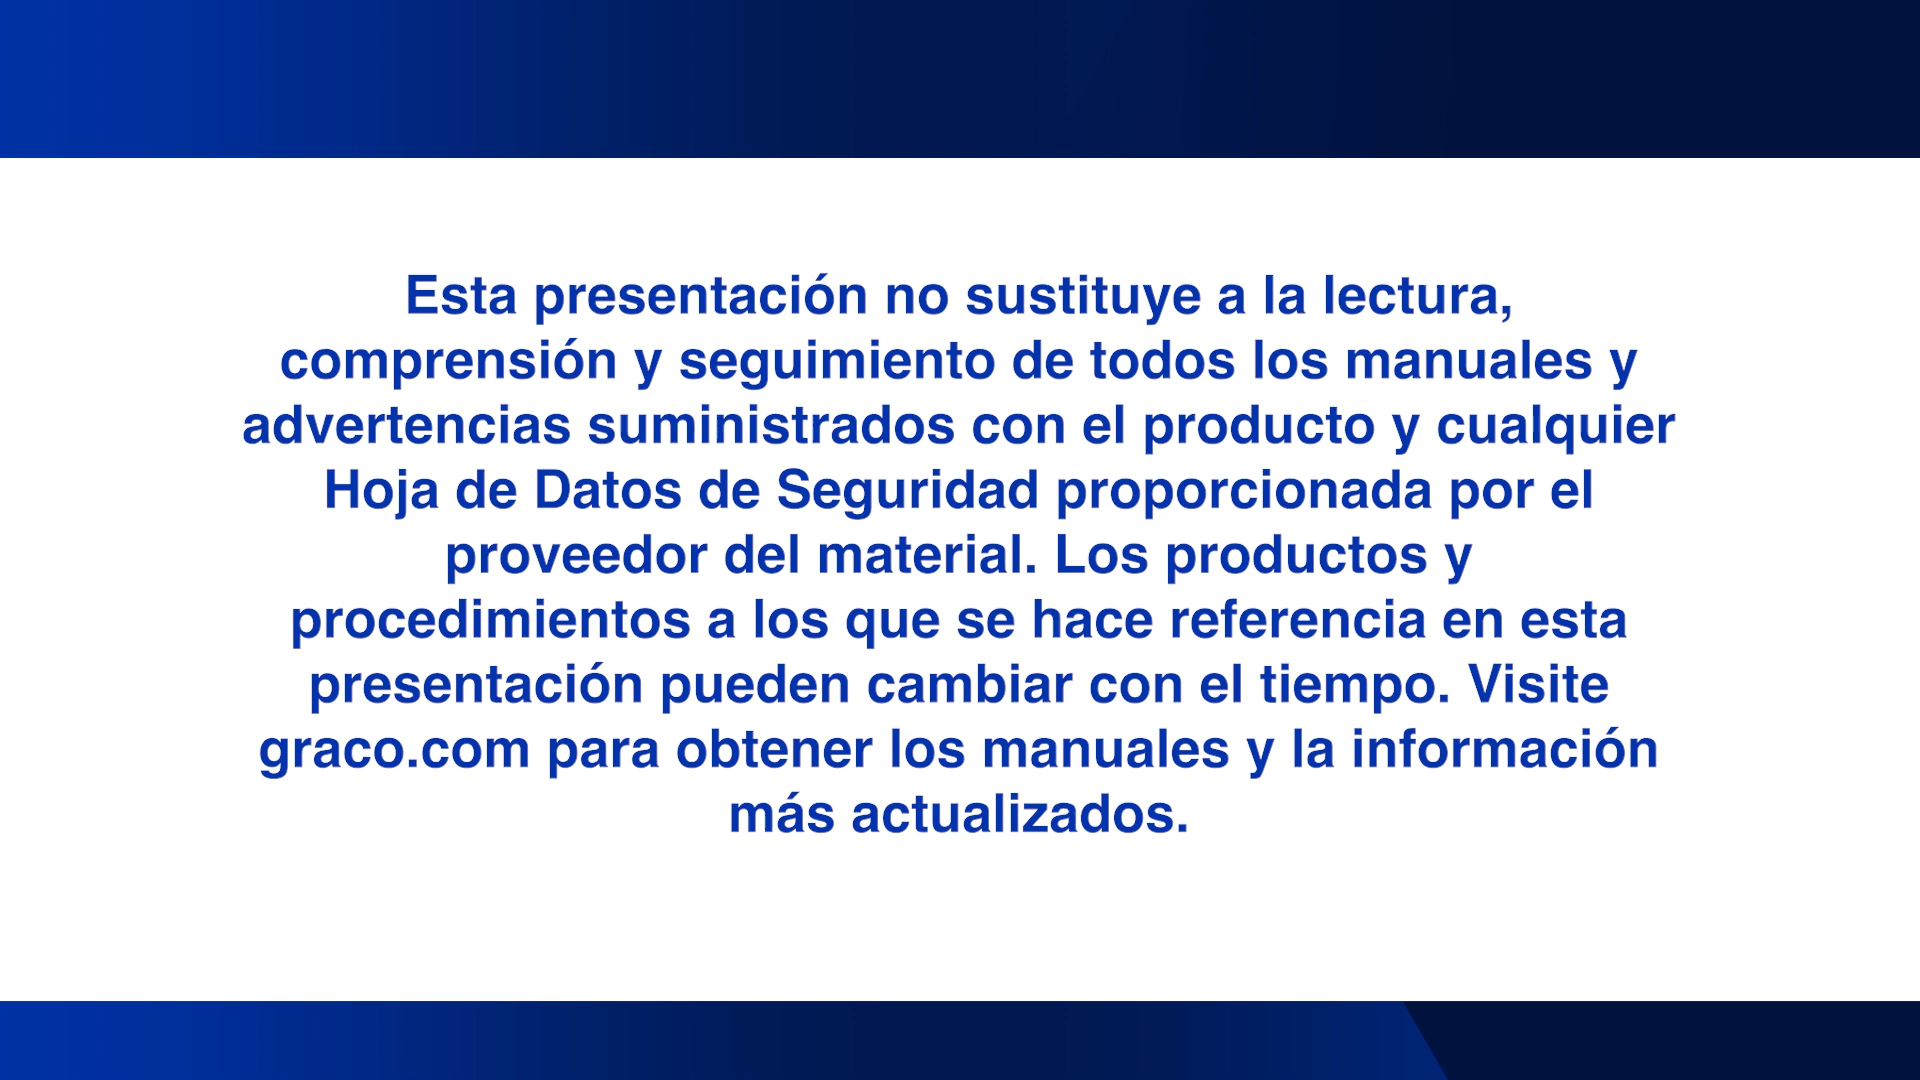 Esta presentación no sustituye a la lectura,
comprensión y seguimiento de todos los manuales y
advertencias suministrados con el producto y cualquier
Hoja de Datos de Seguridad proporcionada por el
proveedor del material. Los productos y
procedimientos a los que se hace referencia en esta
presentación pueden cambiar con el tiempo. Visite
graco.com para obtener los manuales y la información
más actualizados.